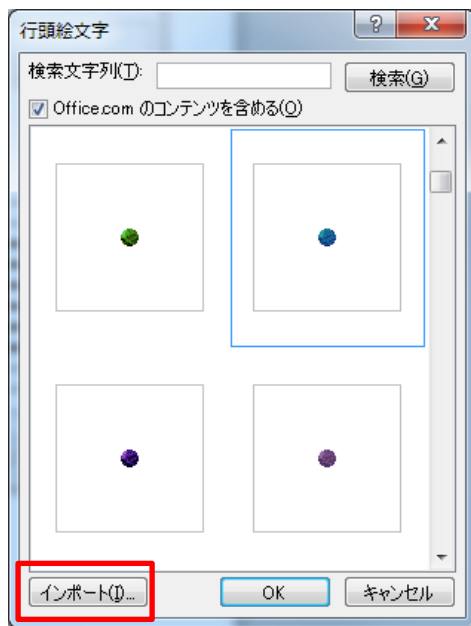 行頭絵文字
検索文字列(T):
検索(G)
Office.com のコンテンツを含める(O)
インポート(I)...
OK
キャンセル